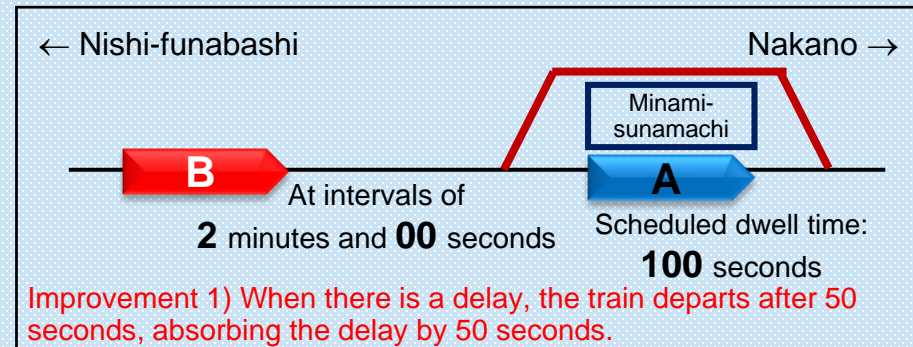 ← Nishi-funabashi
Nakano →
Minami-
sunamachi
B
A
At intervals of
2 minutes and 00 seconds
Scheduled dwell time:
100 seconds
Improvement 1) When there is a delay, the train departs after 50
seconds, absorbing the delay by 50 seconds.